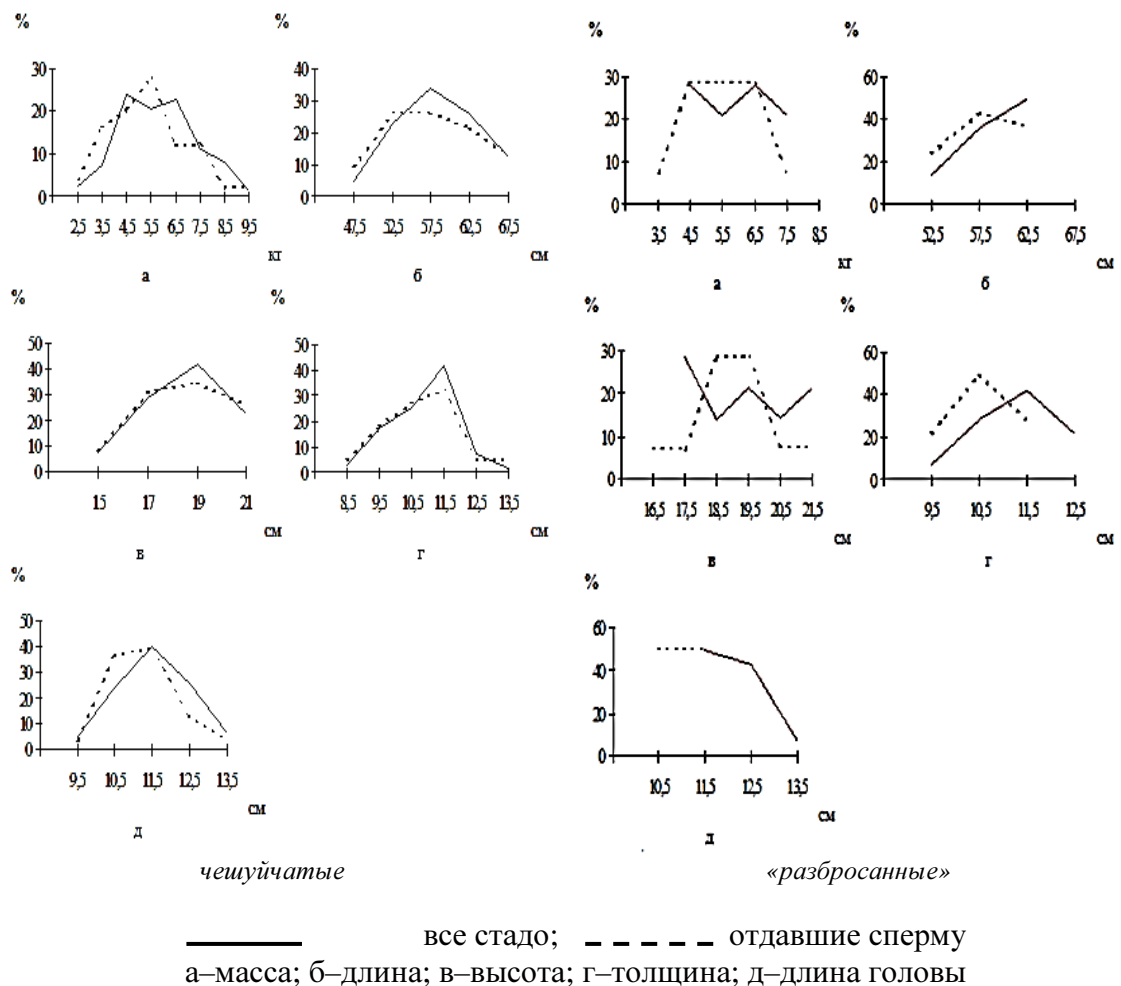 % % % %
30 40 30 60
20 30 20 40
10 20 10 20
0 10 0 0
0
2,5 3,5 4,5 5,5 6,5 7,5 8,5 9,5
кг
а
47,5 52,5 57,5 62,5 67,5
см
б
3,5 4,5 5,5 6,5 7,5 8,5
кг
а
52,5 57,5 62,5 67,5
см
б
% % % %
50 50 30 60
40 40 20 40
30 30 10 20
20 20 0 0
10 10
0 0
15 17 19 21
см
в
8,5 9,5 10,5 11,5 12,5 13,5
см
г
16,5 17,5 18,5 19,5 20,5 21,5
см
в
9,5 10,5 11,5 12,5
см
г
% %
50 60
40 40
30 20
20 0
10
0
9,5 10,5 11,5 12,5 13,5
см
д
10,5 11,5 12,5 13,5
см
д
чешуйчатые «разбросанные»
все стадо; отдавшие сперму
а–масса; б–длина; в–высота; г–толщина; д–длина головы